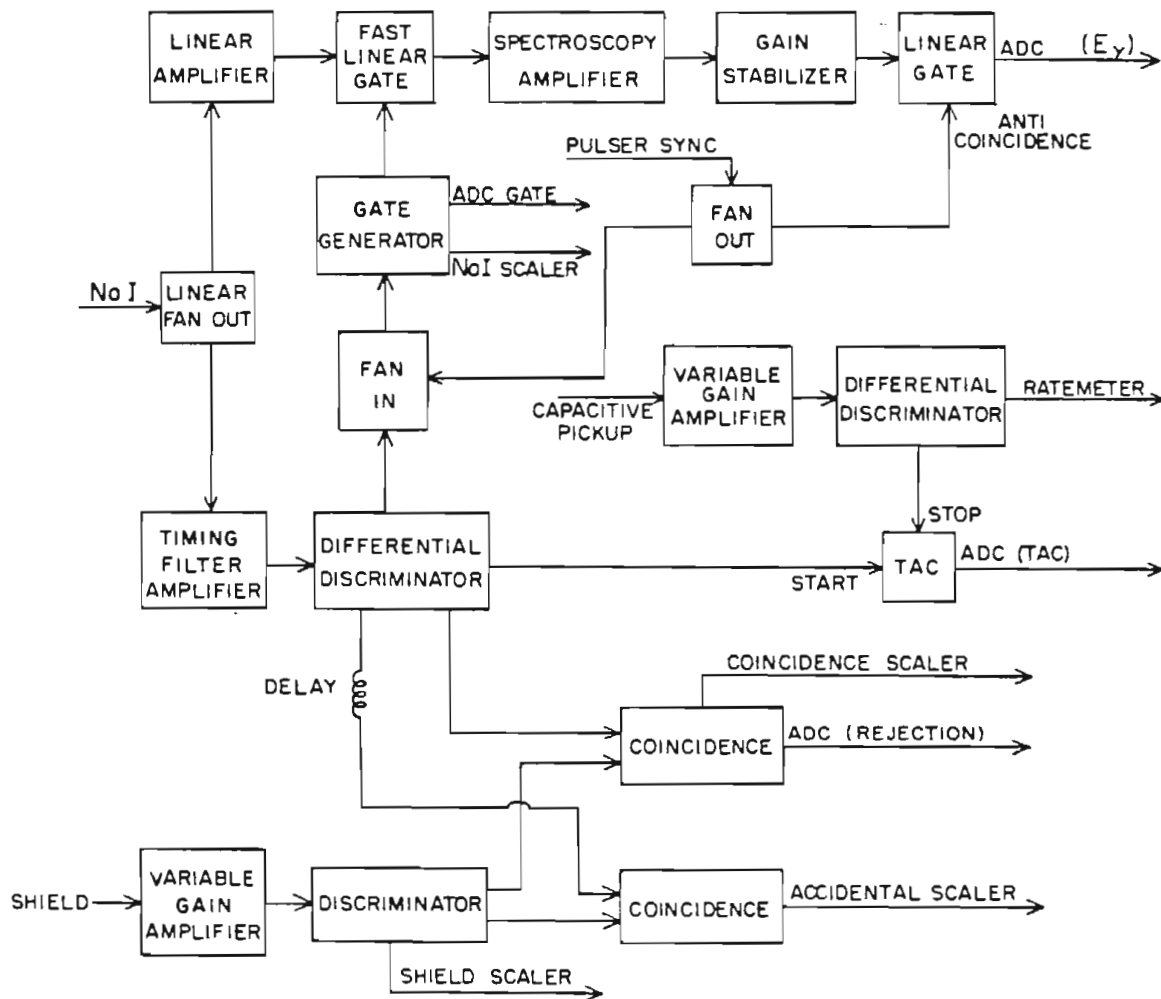 LINEAR
AMPLIFIER
FAST
LINEAR
GATE
SPECTROSCOPY
AMPLIFIER
GAIN
STABILIZER
LINEAR
GATE
ADC (Eγ)
ANTI
COINCIDENCE
PULSER SYNC
FAN
OUT
GATE
GENERATOR
ADC GATE
NaI SCALER
NaI
LINEAR
FAN OUT
FAN
IN
CAPACITIVE
PICKUP
VARIABLE
GAIN
AMPLIFIER
DIFFERENTIAL
DISCRIMINATOR
RATEMETER
STOP
TIMING
FILTER
AMPLIFIER
DIFFERENTIAL
DISCRIMINATOR
START
TAC
ADC (TAC)
DELAY
COINCIDENCE SCALER
COINCIDENCE
ADC (REJECTION)
SHIELD
VARIABLE
GAIN
AMPLIFIER
DISCRIMINATOR
COINCIDENCE
ACCIDENTAL SCALER
SHIELD SCALER